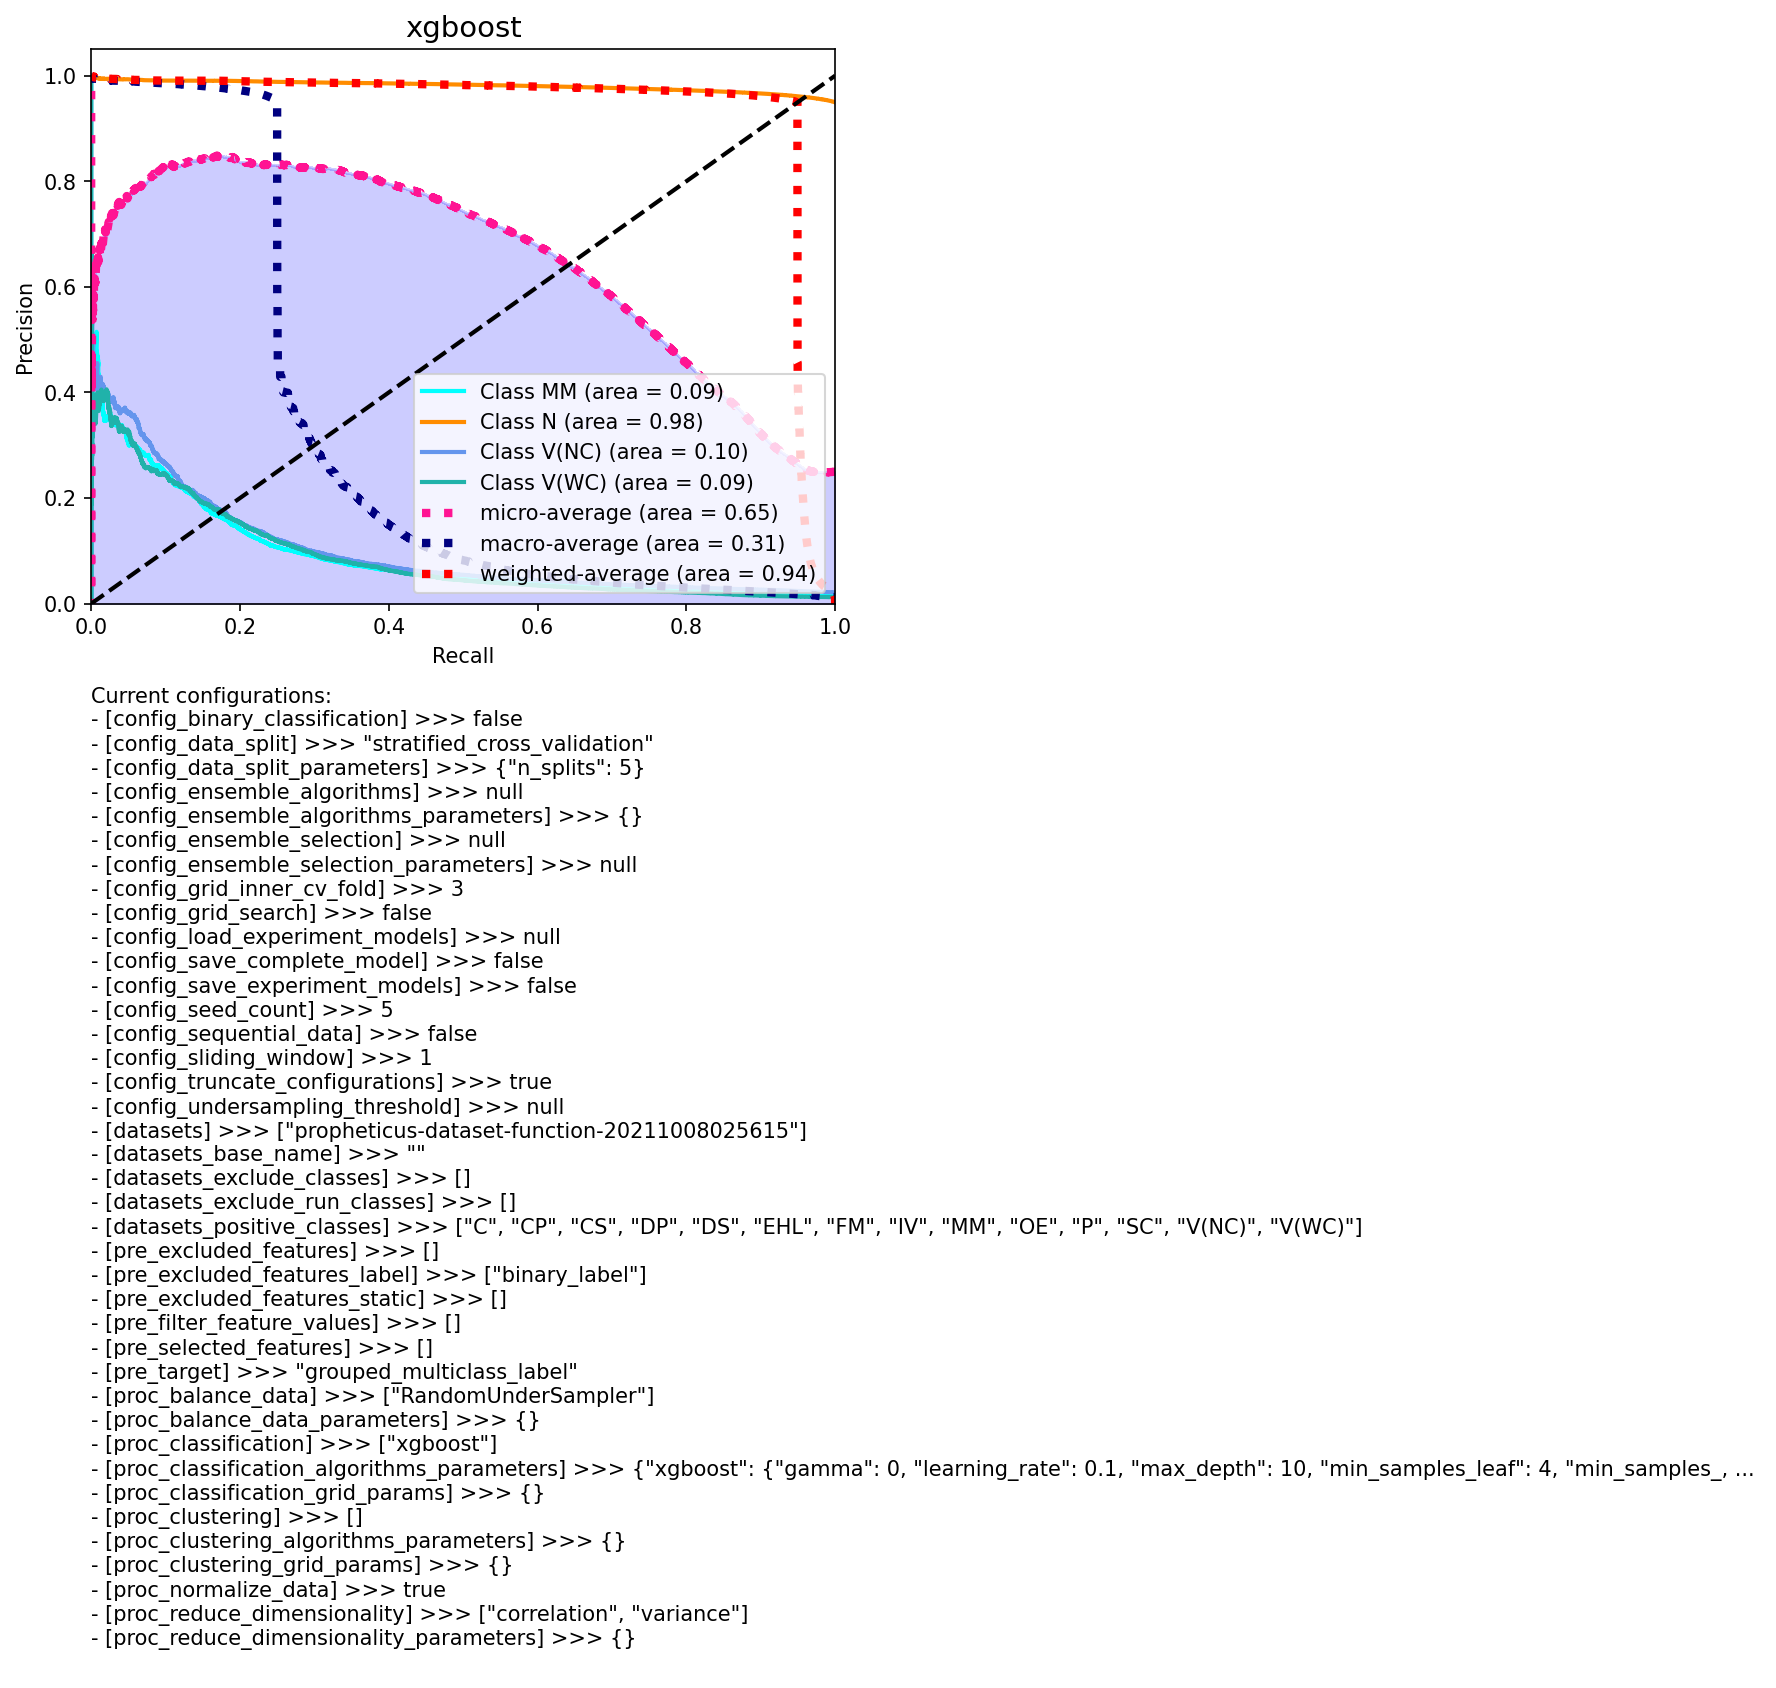 xgboost
1.0
0.8
0.6
0.4
0.2
0.0
Precision
0.0 0.2 0.4 0.6 0.8 1.0
Recall
Class MM (area = 0.09)
Class N (area = 0.98)
Class V(NC) (area = 0.10)
Class V(WC) (area = 0.09)
micro-average (area = 0.65)
macro-average (area = 0.31)
weighted-average (area = 0.94)
Current configurations:
- [config_binary_classification] >>> false
- [config_data_split] >>> "stratified_cross_validation"
- [config_data_split_parameters] >>> {"n_splits": 5}
- [config_ensemble_algorithms] >>> null
- [config_ensemble_algorithms_parameters] >>> {}
- [config_ensemble_selection] >>> null
- [config_ensemble_selection_parameters] >>> null
- [config_grid_inner_cv_fold] >>> 3
- [config_grid_search] >>> false
- [config_load_experiment_models] >>> null
- [config_save_complete_model] >>> false
- [config_save_experiment_models] >>> false
- [config_seed_count] >>> 5
- [config_sequential_data] >>> false
- [config_sliding_window] >>> 1
- [config_truncate_configurations] >>> true
- [config_undersampling_threshold] >>> null
- [datasets] >>> ["propheticus-dataset-function-20211008025615"]
- [datasets_base_name] >>> ""
- [datasets_exclude_classes] >>> []
- [datasets_exclude_run_classes] >>> []
- [datasets_positive_classes] >>> ["C", "CP", "CS", "DP", "DS", "EHL", "FM", "IV", "MM", "OE", "P", "SC", "V(NC)", "V(WC)"]
- [pre_excluded_features] >>> []
- [pre_excluded_features_label] >>> ["binary_label"]
- [pre_excluded_features_static] >>> []
- [pre_filter_feature_values] >>> []
- [pre_selected_features] >>> []
- [pre_target] >>> "grouped_multiclass_label"
- [proc_balance_data] >>> ["RandomUnderSampler"]
- [proc_balance_data_parameters] >>> {}
- [proc_classification] >>> ["xgboost"]
- [proc_classification_algorithms_parameters] >>> {"xgboost": {"gamma": 0, "learning_rate": 0.1, "max_depth": 10, "min_samples_leaf": 4, "min_samples_, ...
- [proc_classification_grid_params] >>> {}
- [proc_clustering] >>> []
- [proc_clustering_algorithms_parameters] >>> {}
- [proc_clustering_grid_params] >>> {}
- [proc_normalize_data] >>> true
- [proc_reduce_dimensionality] >>> ["correlation", "variance"]
- [proc_reduce_dimensionality_parameters] >>> {}